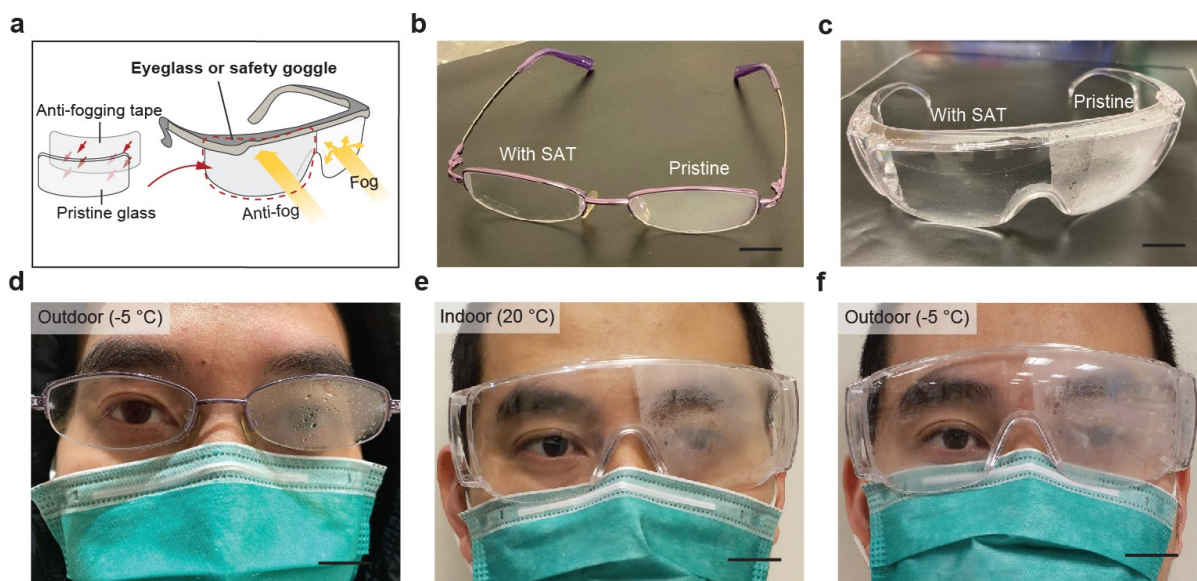 a
Eyeglass or safety goggle
Anti-fogging tape
Pristine glass
Anti-fog
Fog
b
With SAT
Pristine
c
With SAT
Pristine
d
Outdoor (-5 °C)
e
Indoor (20 °C)
f
Outdoor (-5 °C)